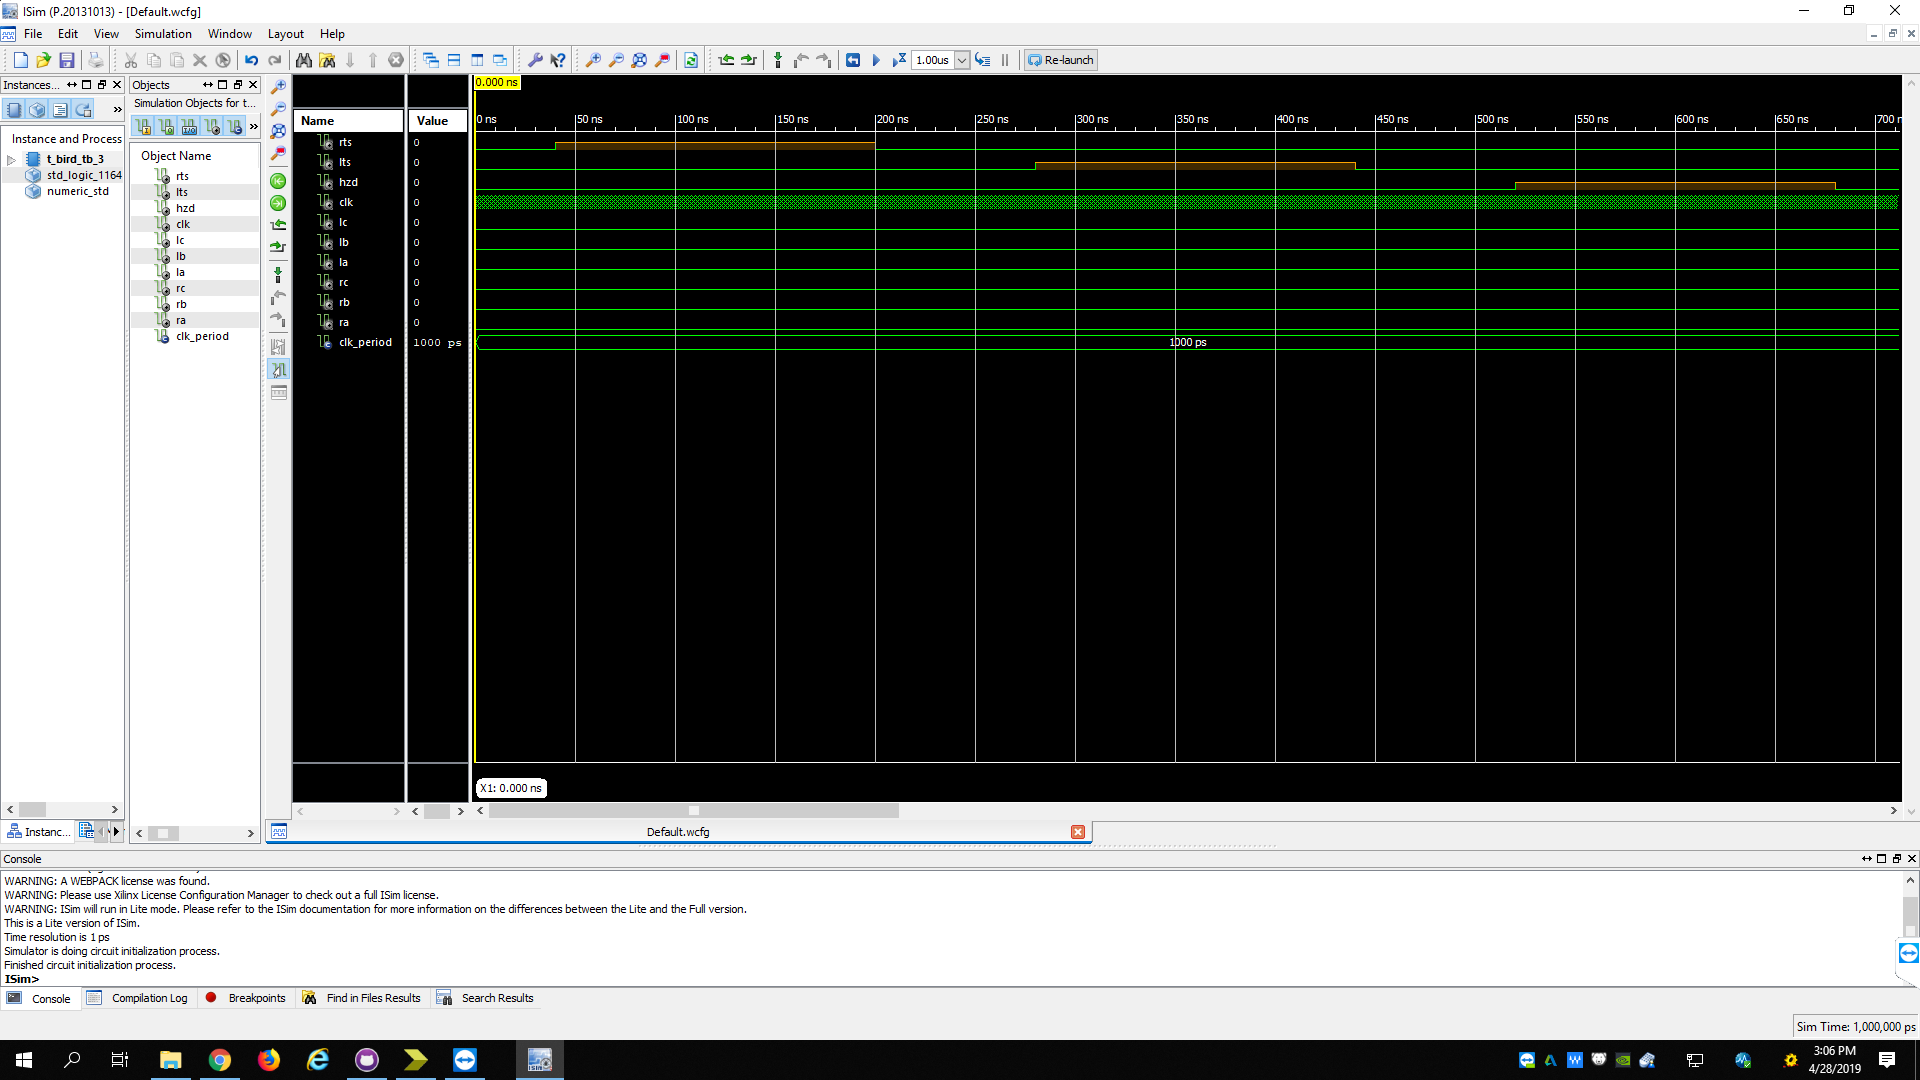 ISim (P.20131013) - [Default.wcfg]
File Edit View Simulation Window Layout Help
1.00us Re-launch
Instances...
Instance and Process
t_bird_tb_3
std_logic_1164
numeric_std
Instanc...
Objects
Simulation Objects for t...
Object Name
rts
lts
hzd
clk
lc
lb
la
rc
rb
ra
clk_period
Name Value
rts 0
lts 0
hzd 0
clk 0
lc 0
lb 0
la 0
rc 0
rb 0
ra 0
clk_period 1000 ps
0.000 ns
0 ns 50 ns 100 ns 150 ns 200 ns 250 ns 300 ns 350 ns 400 ns 450 ns 500 ns 550 ns 600 ns 650 ns 700 n
1000 ps
X1: 0.000 ns
Default.wcfg
Console
WARNING: A WEBPACK license was found.
WARNING: Please use Xilinx License Configuration Manager to check out a full ISim license.
WARNING: ISim will run in Lite mode. Please refer to the ISim documentation for more information on the differences between the Lite and the Full version.
This is a Lite version of ISim.
Time resolution is 1 ps
Simulator is doing circuit initialization process.
Finished circuit initialization process.
ISim>
Console Compilation Log Breakpoints Find in Files Results Search Results
Sim Time: 1,000,000 ps
3:06 PM
4/28/2019